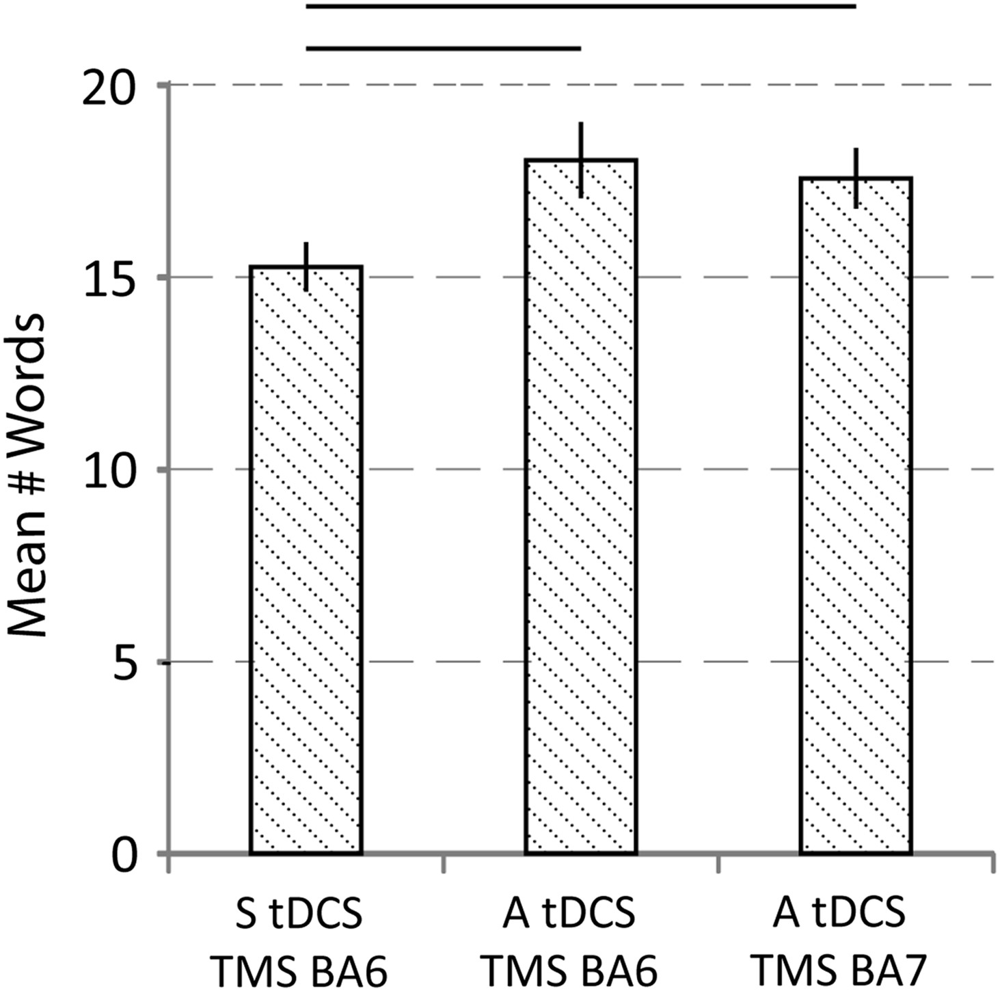 20
15
10
5
0
Mean # Words
S tDCS
TMS BA6
A tDCS
TMS BA6
A tDCS
TMS BA7